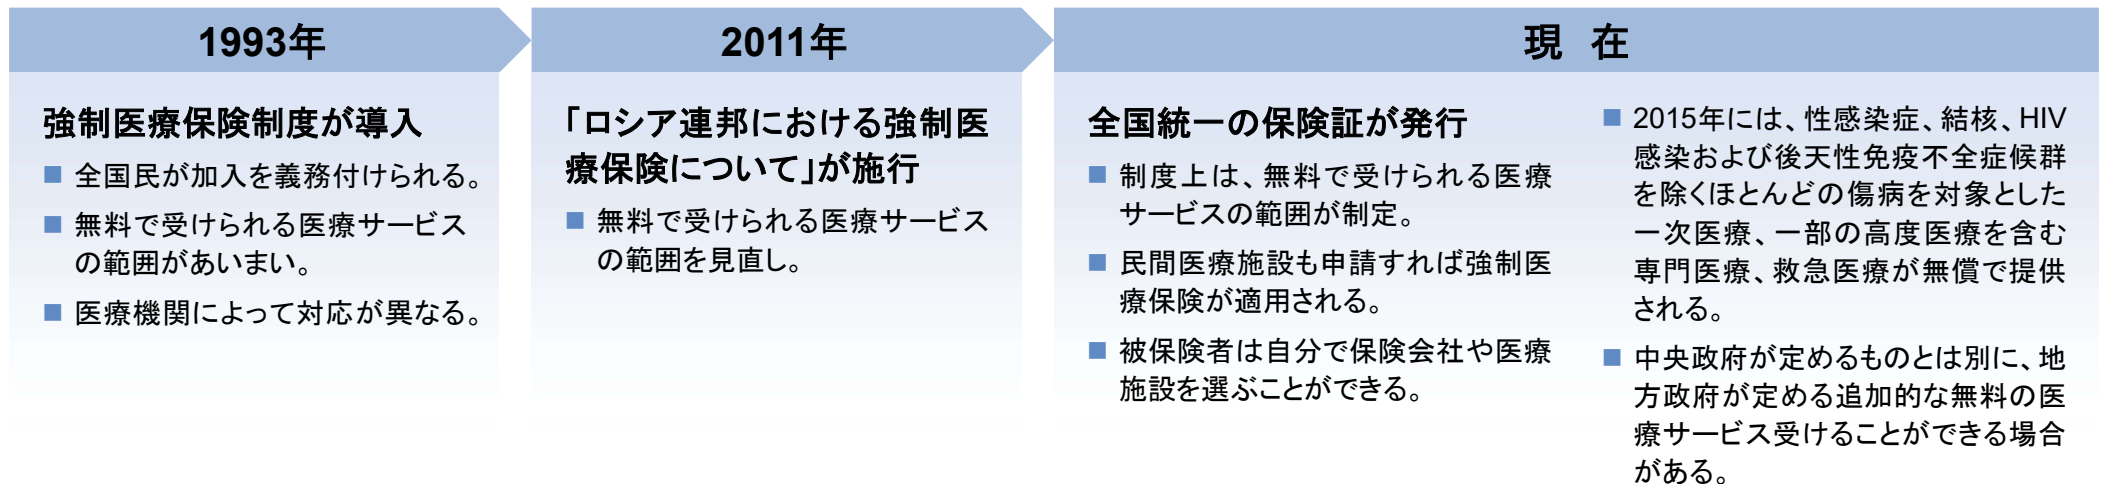 1993年
強制医療保険制度が導入
■ 全国民が加入を義務付けられる。
■ 無料で受けられる医療サービス
の範囲があいまい。
■ 医療機関によって対応が異なる。
2011年
「ロシア連邦における強制医
療保険について」が施行
■ 無料で受けられる医療サービス
の範囲を見直し。
現 在
全国統一の保険証が発行
■ 制度上は、無料で受けられる医療
サービスの範囲が制定。
■ 民間医療施設も申請すれば強制医
療保険が適用される。
■ 被保険者は自分で保険会社や医療
施設を選ぶことができる。
■ 2015年には、性感染症、結核、HIV
感染および後天性免疫不全症候群
を除くほとんどの傷病を対象とした
一次医療、一部の高度医療を含む
専門医療、救急医療が無償で提供
される。
■ 中央政府が定めるものとは別に、地
方政府が定める追加的な無料の医
療サービス受けることができる場合
がある。